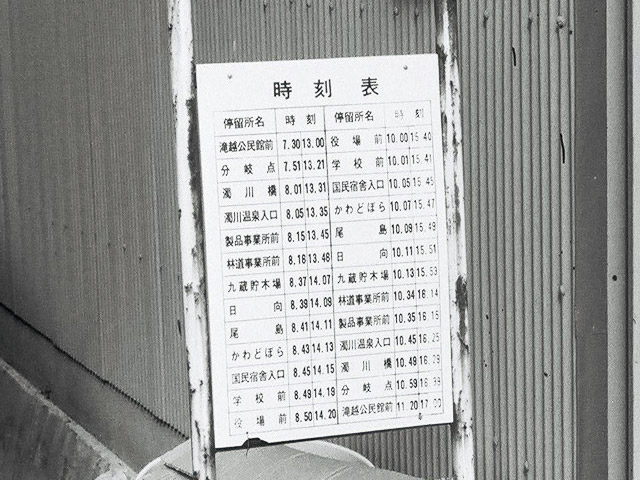 時刻表
停留所名 時刻 停留所名 時刻
滝越公民館前 7.30 13.00 役場前 10.00 15.40
分岐点 7.51 13.21 学校前 10.01 15.41
濁川橋 8.01 13.31 国民宿舎入口 10.05 15.45
濁川温泉入口 8.05 13.35 かわどぼら 10.07 15.47
製品事業所前 8.15 13.45 尾島 10.09 15.49
林道事業所前 8.16 13.46 日向 10.11 15.51
九蔵貯木場 8.37 14.07 九蔵貯木場 10.13 15.53
日向 8.39 14.09 林道事業所前 10.34 16.14
尾島 8.41 14.11 製品事業所前 10.35 16.15
かわどぼら 8.43 14.13 濁川温泉入口 10.45 16.25
国民宿舎入口 8.45 14.15 濁川橋 10.49 16.29
学校前 8.49 14.19 分岐点 10.59 16.39
役場前 8.50 14.20 滝越公民館前 11.20 17.00